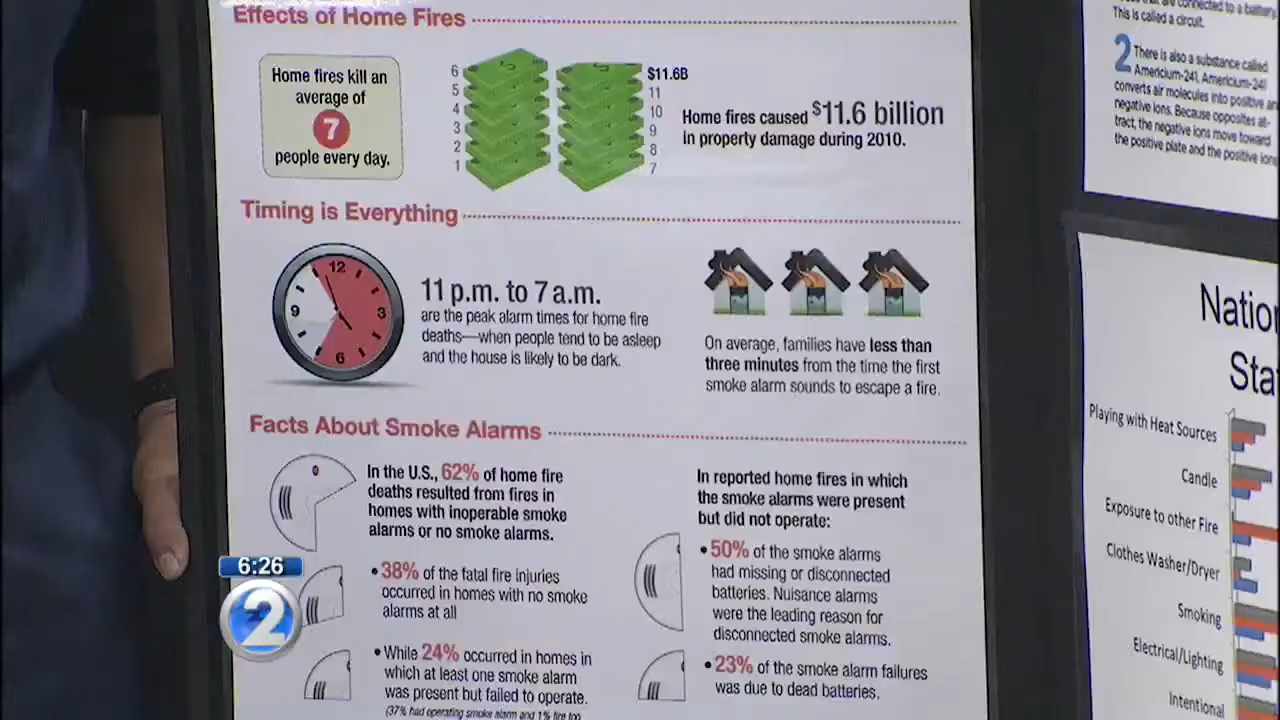 Effects of Home Fires
Home fires kill an
average of
7
people every day.
6
5
4
3
2
1
$11.6B
11
10
9
8
7
Home fires caused $11.6 billion
in property damage during 2010.
Timing is Everything
12
3
6
9
11 p.m. to 7 a.m.
are the peak alarm times for home fire
deaths—when people tend to be asleep
and the house is likely to be dark.
On average, families have less than
three minutes from the time the first
smoke alarm sounds to escape a fire.
Facts About Smoke Alarms
In the U.S., 62% of home fire
deaths resulted from fires in
homes with inoperable smoke
alarms or no smoke alarms.
• 38% of the fatal fire injuries
occurred in homes with no smoke
alarms at all
• While 24% occurred in homes in
which at least one smoke alarm
was present but failed to operate.
(37% had operating smoke alarm and 1% fire too
In reported home fires in which
the smoke alarms were present
but did not operate:
• 50% of the smoke alarms
had missing or disconnected
batteries. Nuisance alarms
were the leading reason for
disconnected smoke alarms.
• 23% of the smoke alarm failures
was due to dead batteries.
are connected to a battery
This is called a circuit.
2 There is also a substance called
Americium-241. Americium-241
converts air molecules into positive
negative ions. Because opposites at-
tract, the negative ions move toward
the positive plate and the positive ions
Nation
Sta
Playing with Heat Sources
Candle
Exposure to other Fire
Clothes Washer/Dryer
Smoking
Electrical/Lighting
Intentional
6:26
2